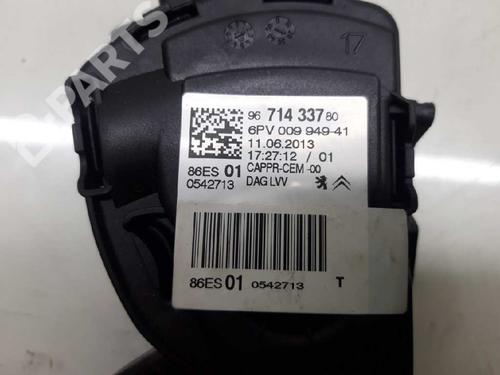 B-PARTS
17
96 714 337 80
6PV 009 949-41
11.06.2013
17:27:12 / 01
86ES 01 CAPPR-CEM -00
0542713 DAG LVV
86ES 01 0542713 T